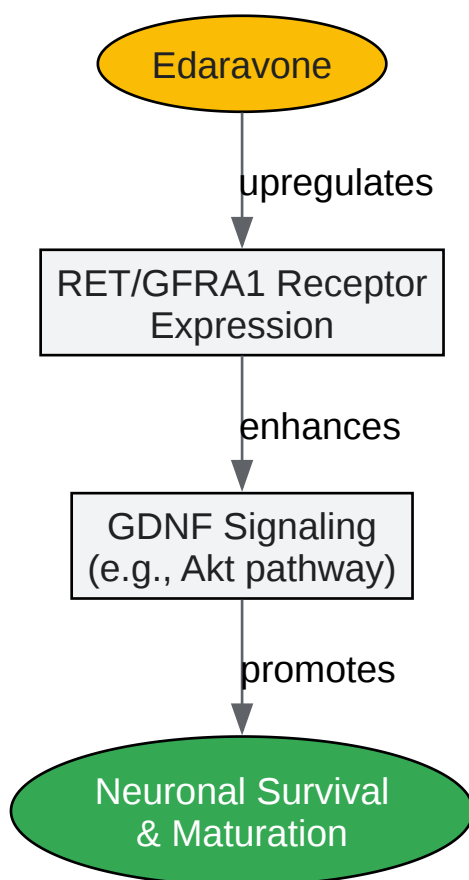 Edaravone
upregulates
RET/GFRA1 Receptor
Expression
enhances
GDNF Signaling
(e.g., Akt pathway)
promotes
Neuronal Survival
& Maturation